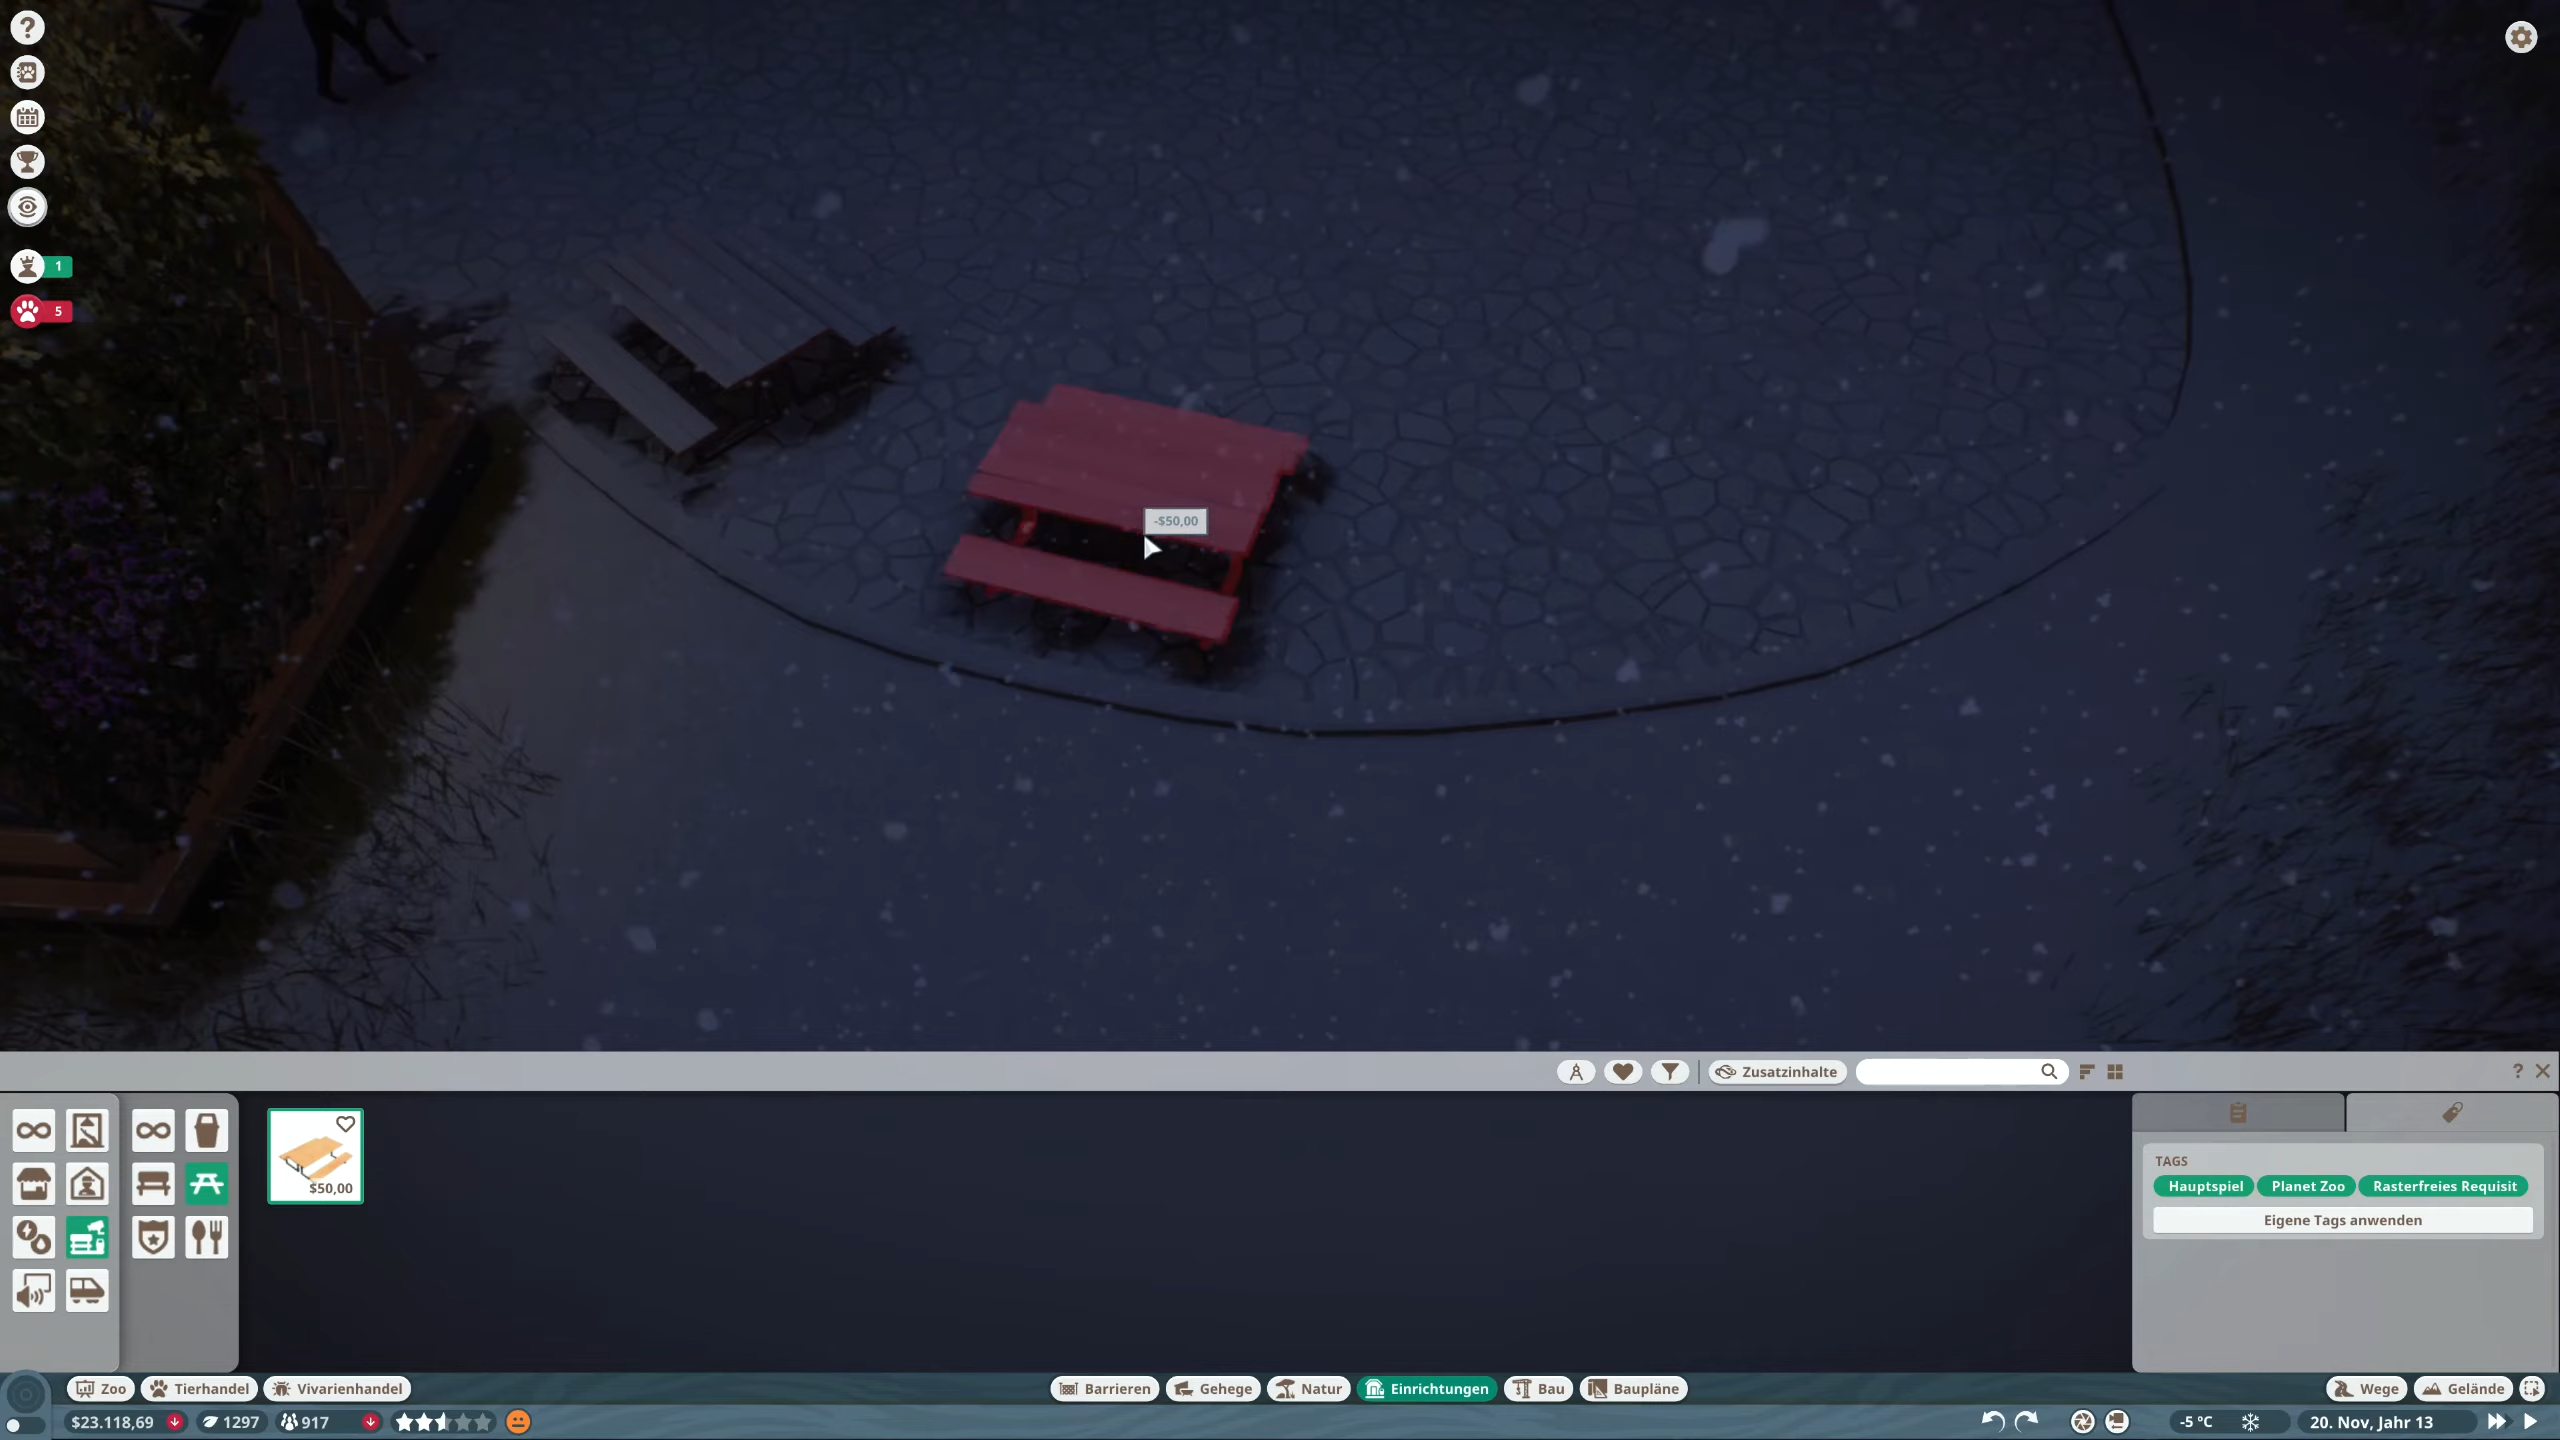 ?
1
5
-$50,00
Zusatzinhalte
?
$50,00
TAGS
Hauptspiel Planet Zoo Rasterfreies Requisit
Eigene Tags anwenden
Zoo Tierhandel Vivarienhandel Barrieren Gehege Natur Einrichtungen Bau Baupläne Wege Gelände
$23.118,69 1297 917 -5 °C 20. Nov, Jahr 13